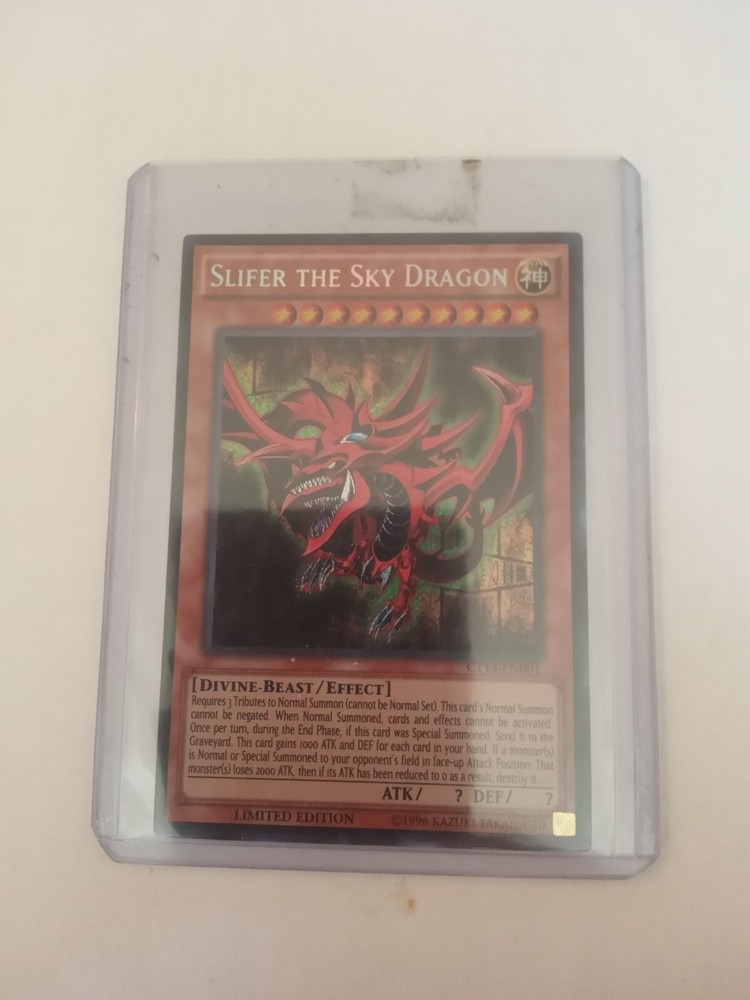 SLIFER THE SKY DRAGON 神
CT13-EN001
[DIVINE-BEAST/EFFECT]
Requires 3 Tributes to Normal Summon (cannot be Normal Set). This card's Normal Summon
cannot be negated. When Normal Summoned, cards and effects cannot be activated.
Once per turn, during the End Phase, if this card was Special Summoned: Send it to the
Graveyard. This card gains 1000 ATK and DEF for each card in your hand. If a monster(s)
is Normal or Special Summoned to your opponent's field in face-up Attack Position: That
monster(s) loses 2000 ATK, then if its ATK has been reduced to 0 as a result, destroy it.
ATK/ ? DEF/ ?
LIMITED EDITION ©1996 KAZUKI TAKAHASHI